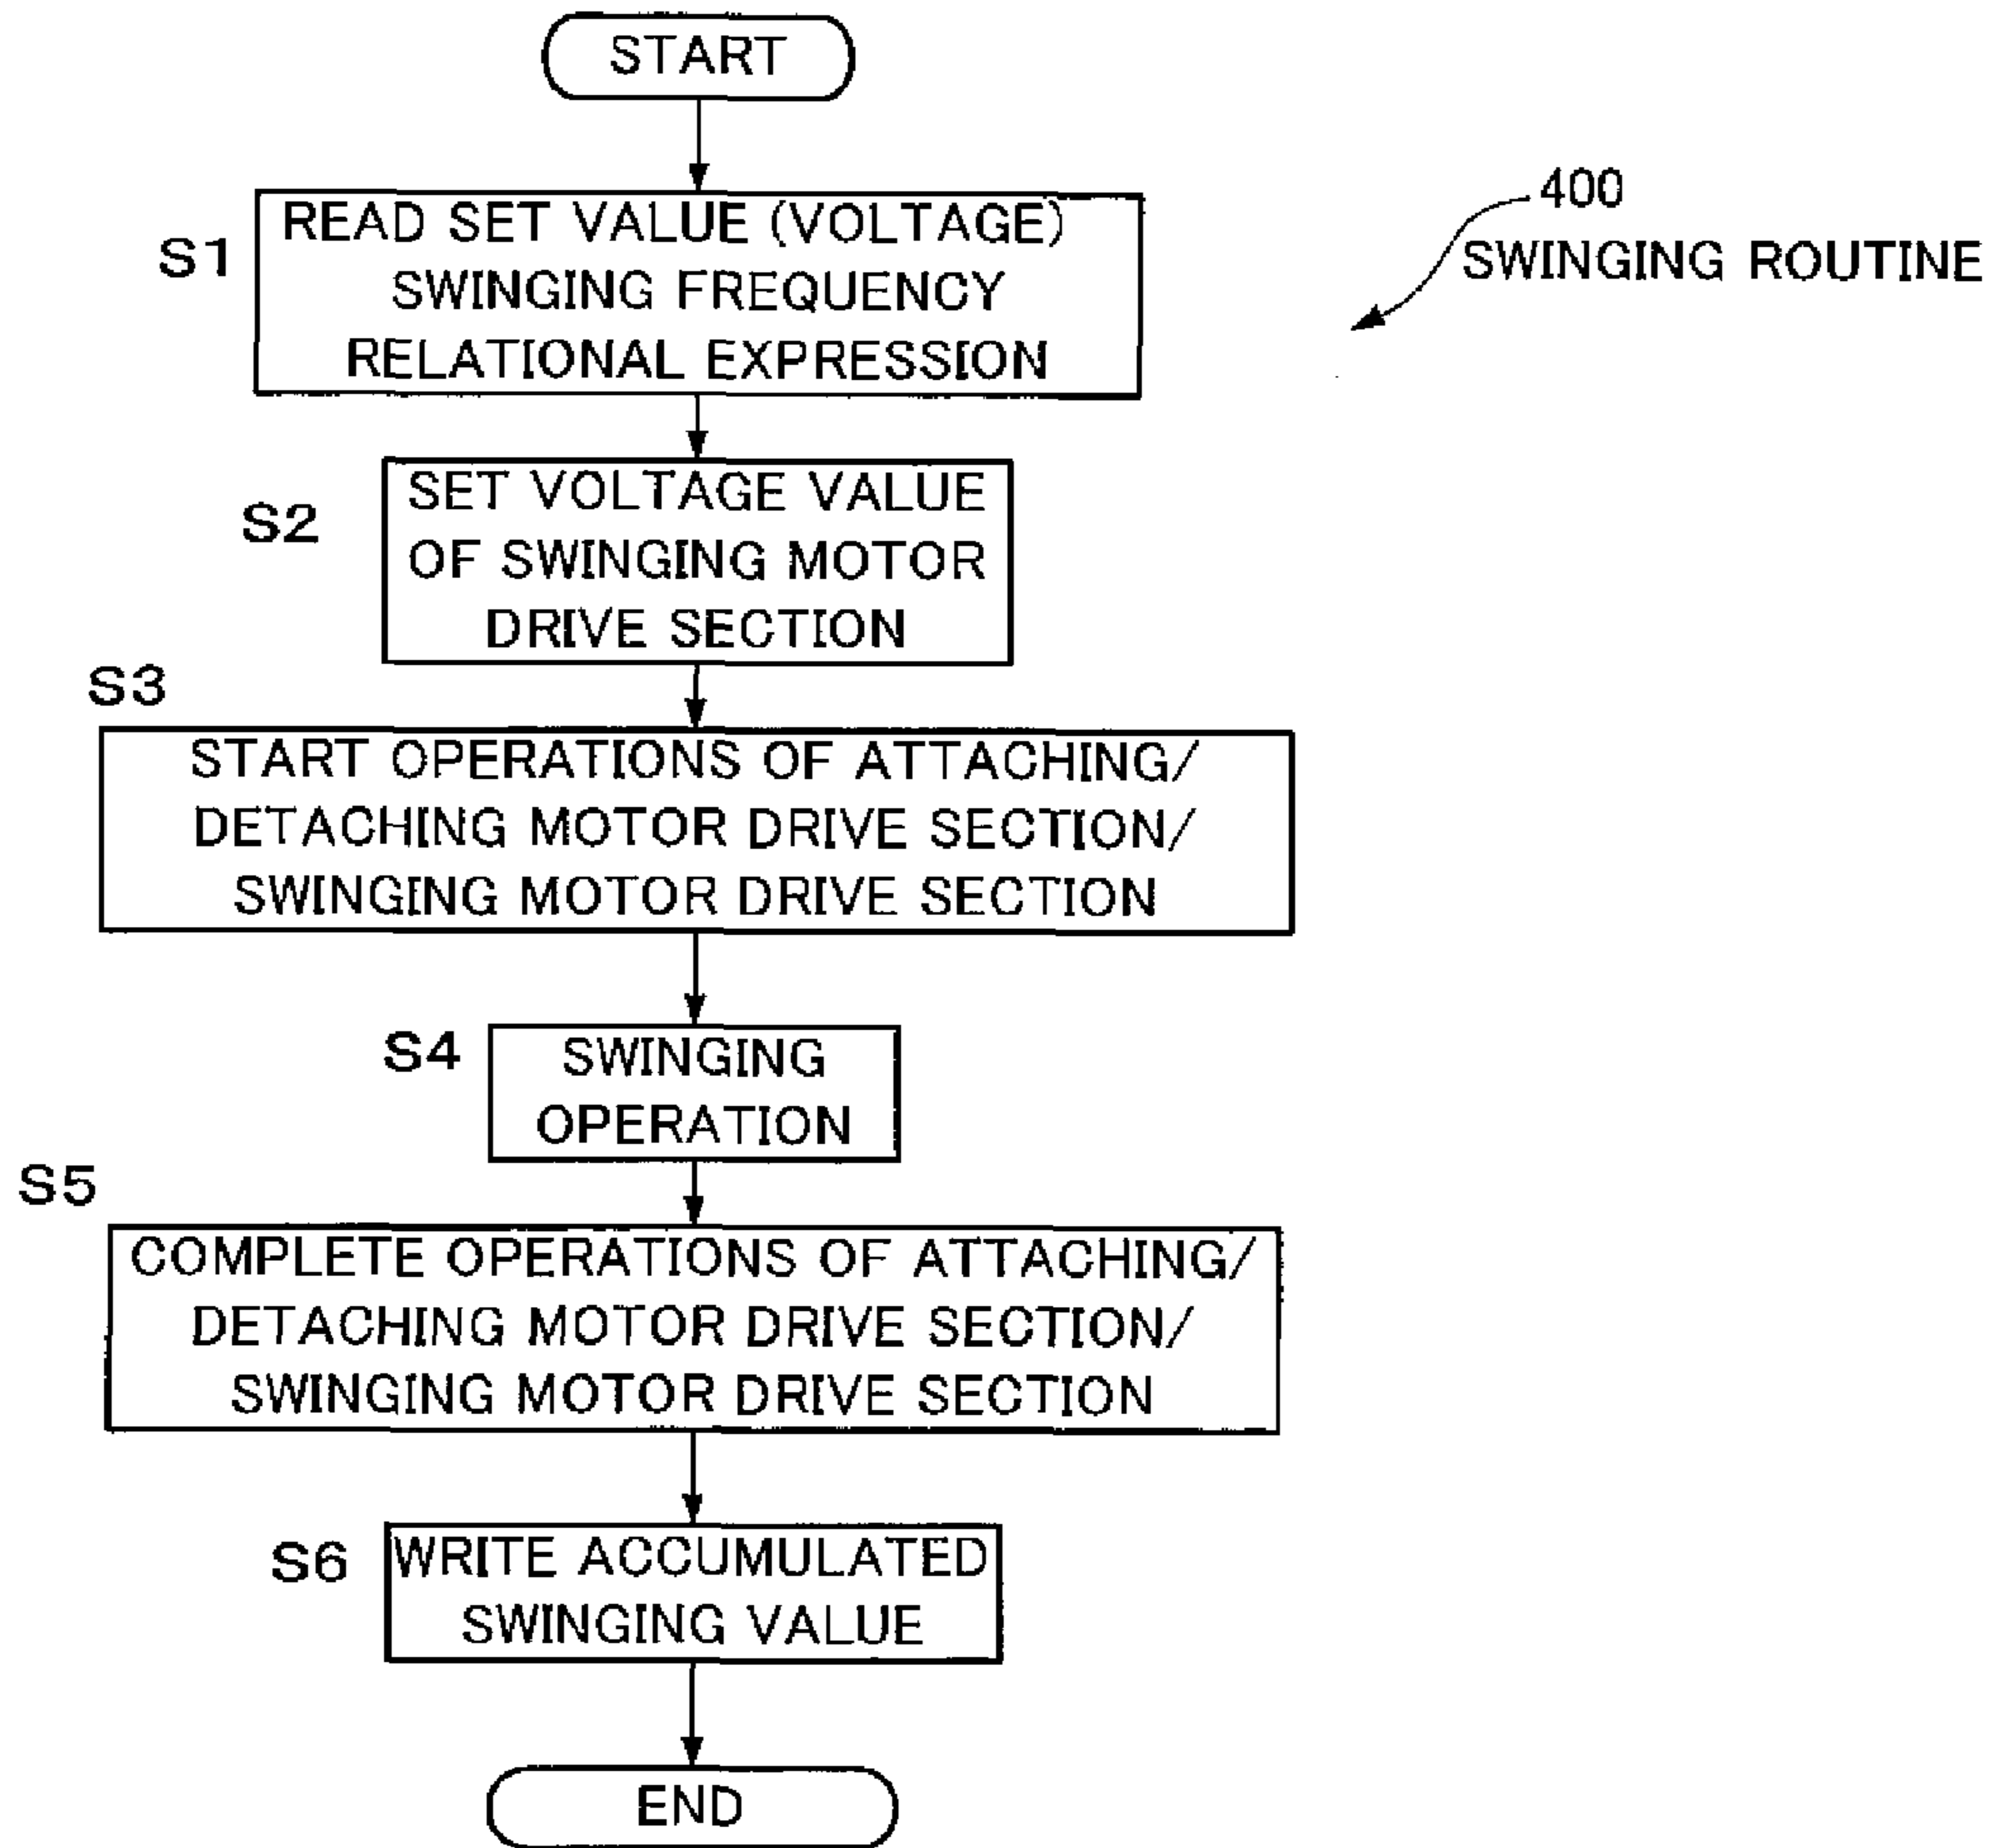 START
400
SWINGING ROUTINE
S1
READ SET VALUE (VOLTAGE)
SWINGING FREQUENCY
RELATIONAL EXPRESSION
S2
SET VOLTAGE VALUE
OF SWINGING MOTOR
DRIVE SECTION
S3
START OPERATIONS OF ATTACHING/
DETACHING MOTOR DRIVE SECTION/
SWINGING MOTOR DRIVE SECTION
S4
SWINGING
OPERATION
S5
COMPLETE OPERATIONS OF ATTACHING/
DETACHING MOTOR DRIVE SECTION/
SWINGING MOTOR DRIVE SECTION
S6
WRITE ACCUMULATED
SWINGING VALUE
END